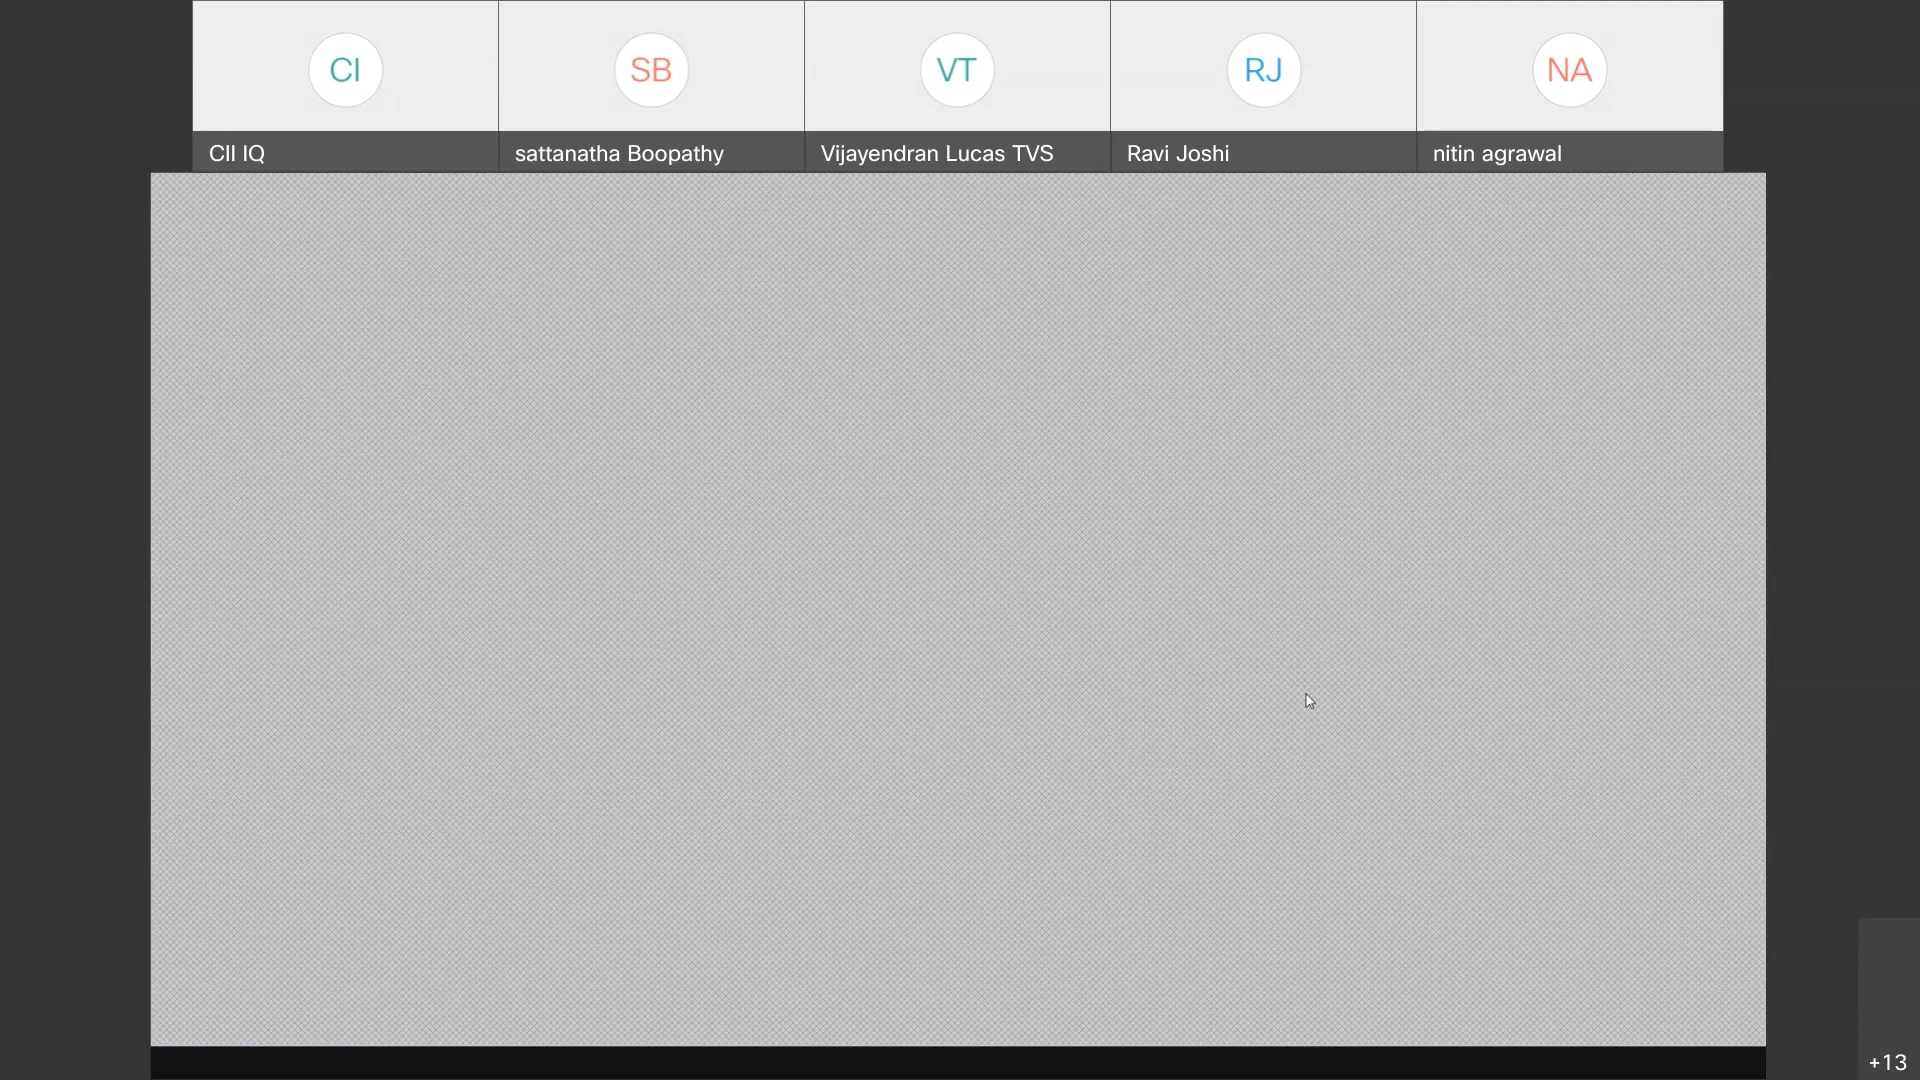 CI
SB
VT
RJ
NA
CII IQ
sattanatha Boopathy
Vijayendran Lucas TVS
Ravi Joshi
nitin agrawal
+13